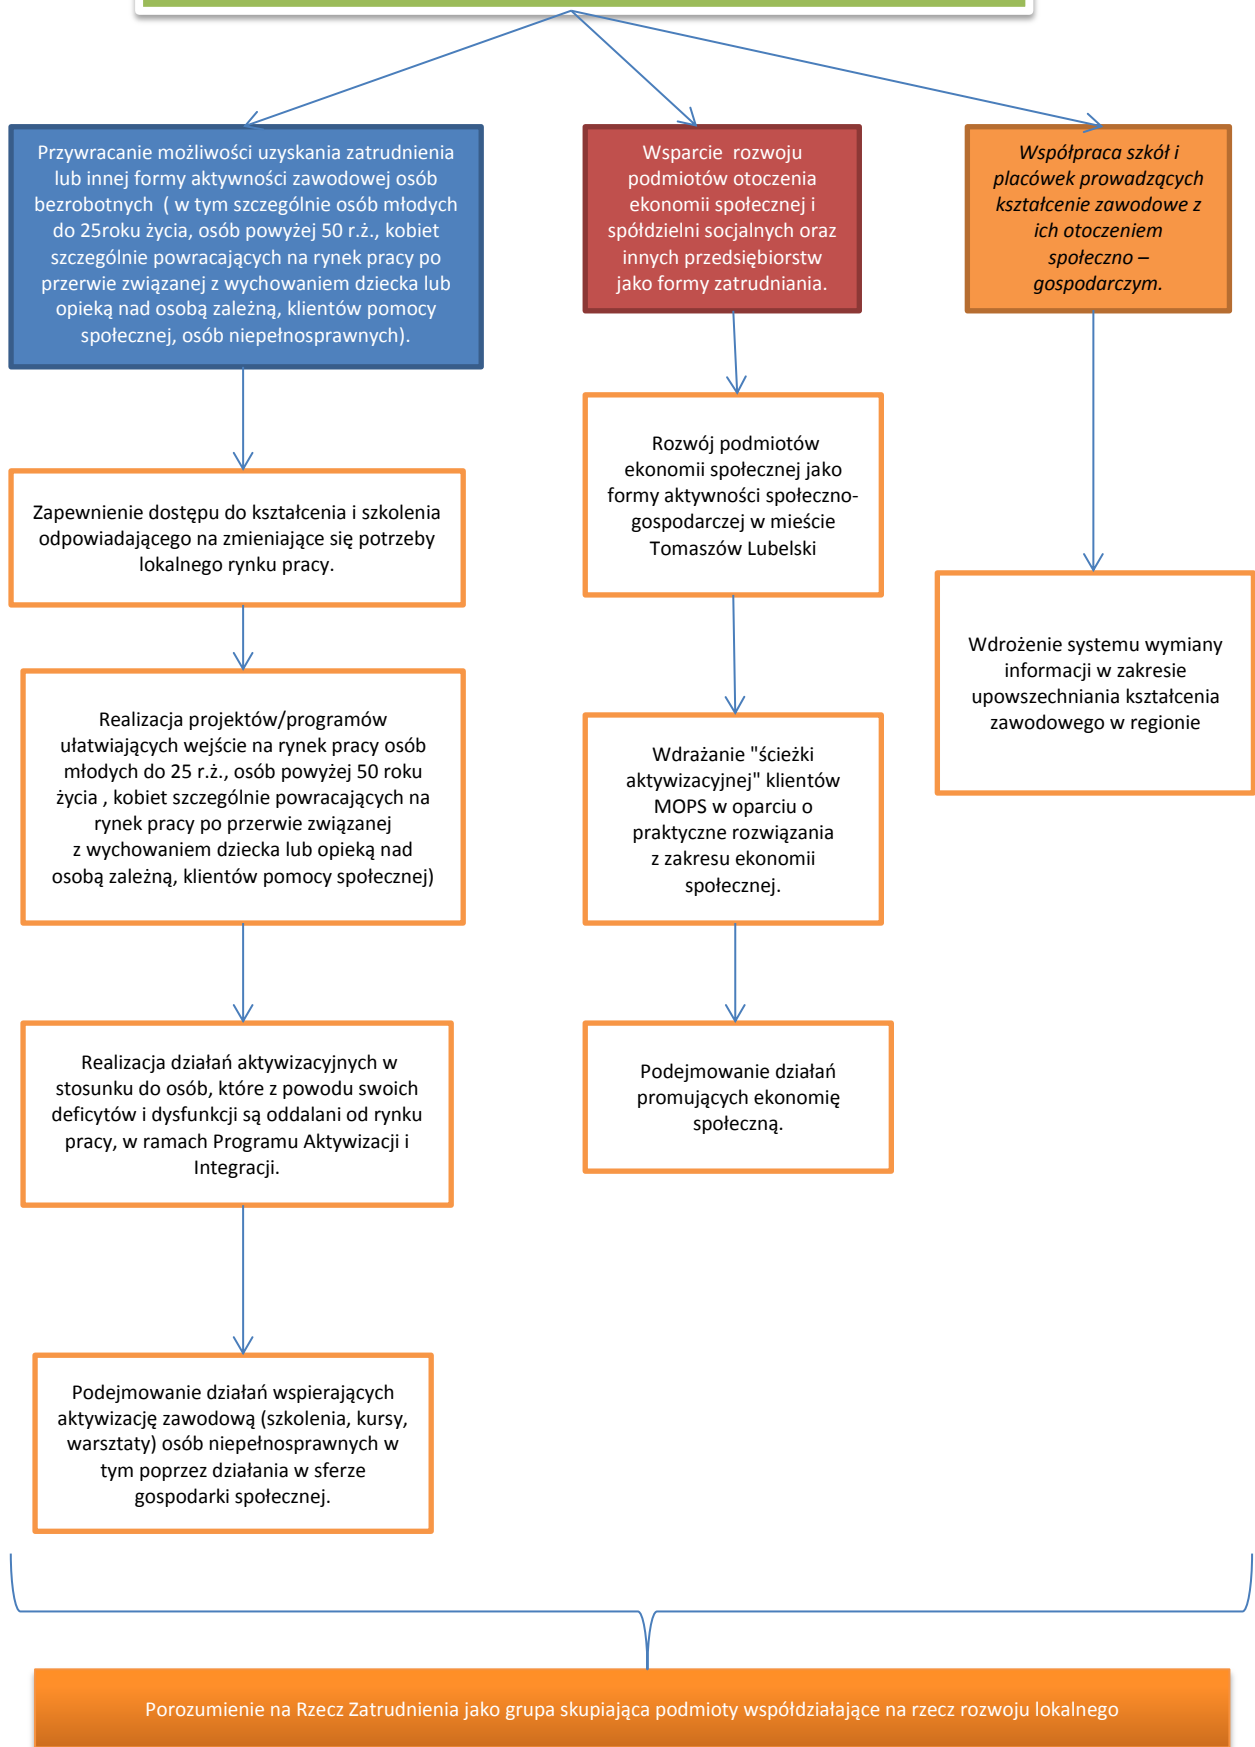 Przywracanie możliwości uzyskania zatrudnienia
lub innej formy aktywności zawodowej osób
bezrobotnych  ( w tym szczególnie osób młodych
do 25roku życia, osób powyżej 50 r.ż., kobiet
szczególnie powracających na rynek pracy po
przerwie związanej z wychowaniem dziecka lub
opieką nad osobą zależną, klientów pomocy
społecznej, osób niepełnosprawnych).
Zapewnienie dostępu do kształcenia i szkolenia
odpowiadającego na zmieniające się potrzeby
lokalnego rynku pracy.
Realizacja projektów/programów
ułatwiających wejście na rynek pracy osób
młodych do 25 r.ż., osób powyżej 50 roku
życia , kobiet szczególnie powracających na
rynek pracy po przerwie związanej
z wychowaniem dziecka lub opieką nad
osobą zależną, klientów pomocy społecznej)
Realizacja działań aktywizacyjnych w
stosunku do osób, które z powodu swoich
deficytów i dysfunkcji są oddalani od rynku
pracy, w ramach Programu Aktywizacji i
Integracji.
Podejmowanie działań wspierających
aktywizację zawodową (szkolenia, kursy,
warsztaty) osób niepełnosprawnych w
tym poprzez działania w sferze
gospodarki społecznej.
Wsparcie  rozwoju
podmiotów otoczenia
ekonomii społecznej i
spółdzielni socjalnych oraz
innych przedsiębiorstw
jako formy zatrudniania.
Rozwój podmiotów
ekonomii społecznej jako
formy aktywności społeczno-
gospodarczej w mieście
Tomaszów Lubelski
Wdrażanie "ścieżki
aktywizacyjnej" klientów
MOPS w oparciu o
praktyczne rozwiązania
z zakresu ekonomii
społecznej.
Podejmowanie działań
promujących ekonomię
społeczną.
Współpraca szkół i
placówek prowadzących
kształcenie zawodowe z
ich otoczeniem
społeczno –
gospodarczym.
Wdrożenie systemu wymiany
informacji w zakresie
upowszechniania kształcenia
zawodowego w regionie
Porozumienie na Rzecz Zatrudnienia jako grupa skupiająca podmioty współdziałające na rzecz rozwoju lokalnego